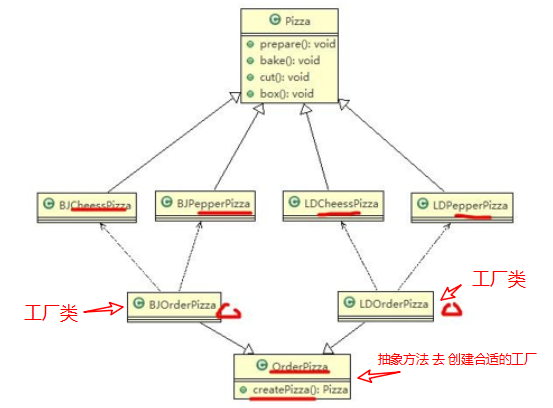 Pizza
prepare(): void
bake(): void
cut(): void
box(): void
BJCheessPizza
BJPepperPizza
LDCheessPizza
LDPepperPizza
工厂类
BJOrderPizza
LDOrderPizza
工厂类
OrderPizza
createPizza(): Pizza
抽象方法 去 创建合适的工厂